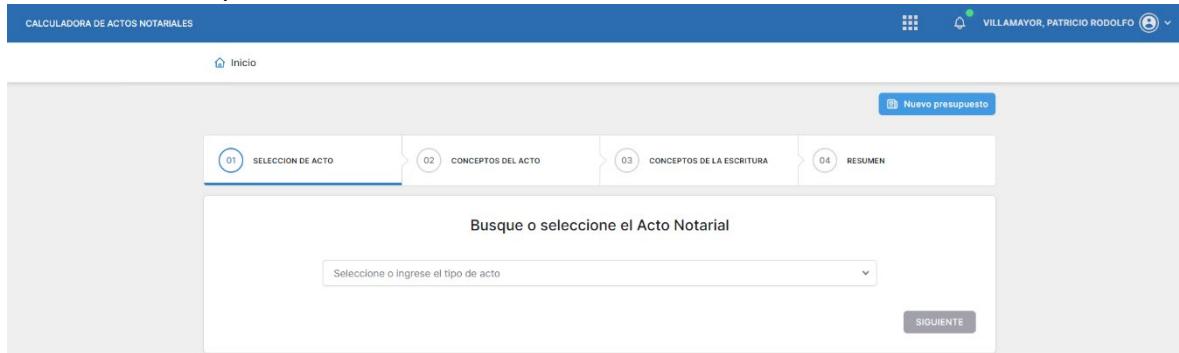 CALCULADORA DE ACTOS NOTARIALES
VILLAMAYOR, PATRICIO RODOLFO
Inicio
Nuevo presupuesto
01 SELECCION DE ACTO
02 CONCEPTOS DEL ACTO
03 CONCEPTOS DE LA ESCRITURA
04 RESUMEN
Busque o seleccione el Acto Notarial
Seleccione o ingrese el tipo de acto
SIGUIENTE